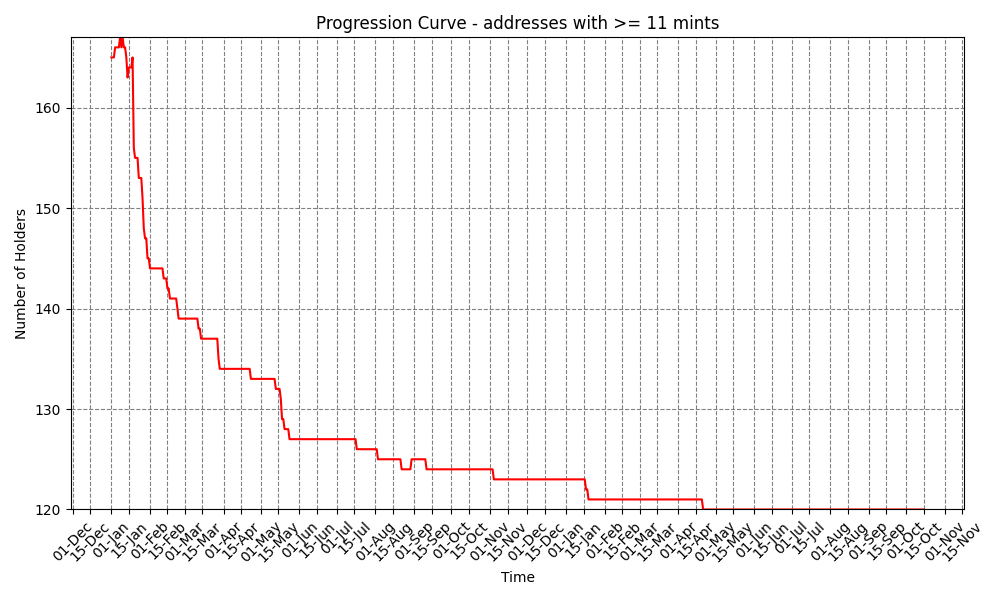 Progression Curve - addresses with >= 11 mints
Number of Holders
160
150
140
130
120
01-Dec
15-Dec
01-Jan
15-Jan
01-Feb
15-Feb
01-Mar
15-Mar
01-Apr
15-Apr
01-May
15-May
01-Jun
15-Jun
01-Jul
15-Jul
01-Aug
15-Aug
01-Sep
15-Sep
01-Oct
15-Oct
01-Nov
15-Nov
01-Dec
15-Dec
01-Jan
15-Jan
01-Feb
15-Feb
01-Mar
15-Mar
01-Apr
15-Apr
01-May
15-May
01-Jun
15-Jun
01-Jul
15-Jul
01-Aug
15-Aug
01-Sep
15-Sep
01-Oct
15-Oct
01-Nov
15-Nov
Time